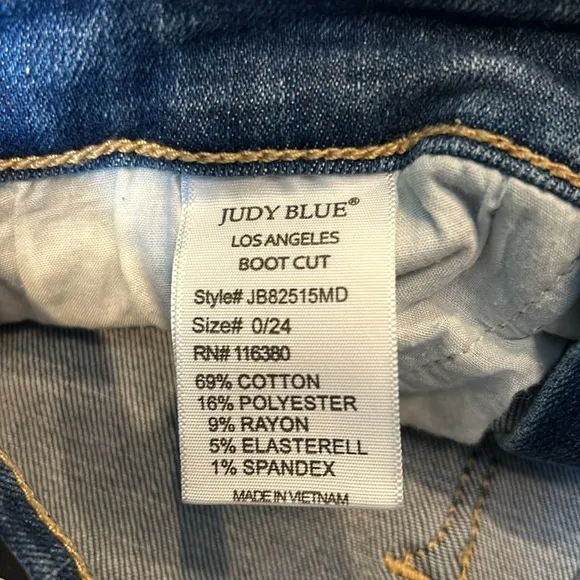 JUDY BLUE®
LOS ANGELES
BOOT CUT
Style# JB82515MD
Size# 0/24
RN# 116380
69% COTTON
16% POLYESTER
9% RAYON
5% ELASTERELL
1% SPANDEX
MADE IN VIETNAM